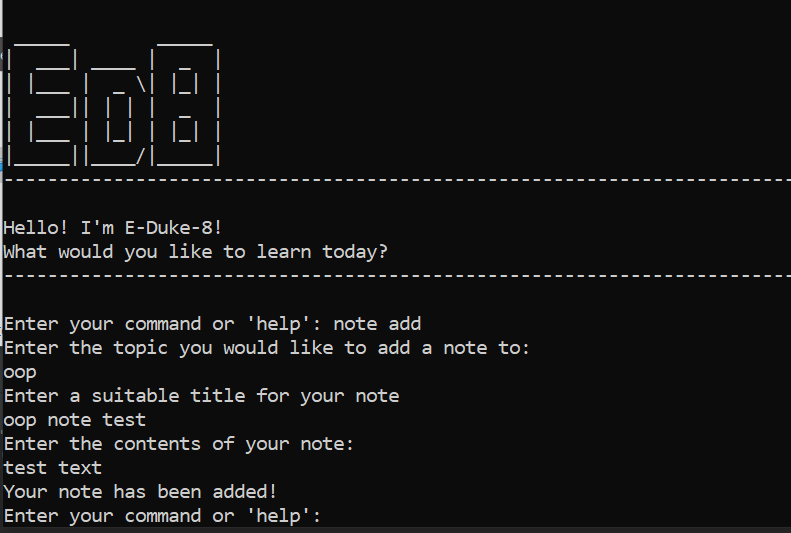 _____        _____
|  ___| ____ |  _  |
| |___ |  _ \| |_| |
|  ___|| | | |  _  |
| |___ | |_| | |_| |
|_____||____/|_____|
------------------------------------------------------------------------
Hello! I'm E-Duke-8!
What would you like to learn today?
------------------------------------------------------------------------
Enter your command or 'help': note add
Enter the topic you would like to add a note to:
oop
Enter a suitable title for your note
oop note test
Enter the contents of your note:
test text
Your note has been added!
Enter your command or 'help':